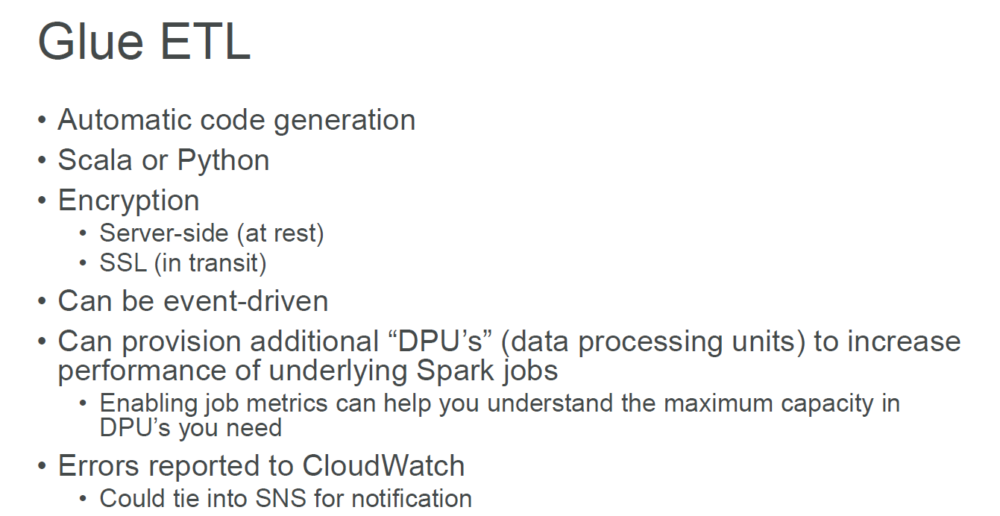 Glue ETL
• Automatic code generation
• Scala or Python
• Encryption
• Server-side (at rest)
• SSL (in transit)
• Can be event-driven
• Can provision additional “DPU’s” (data processing units) to increase
performance of underlying Spark jobs
• Enabling job metrics can help you understand the maximum capacity in
DPU’s you need
• Errors reported to CloudWatch
• Could tie into SNS for notification